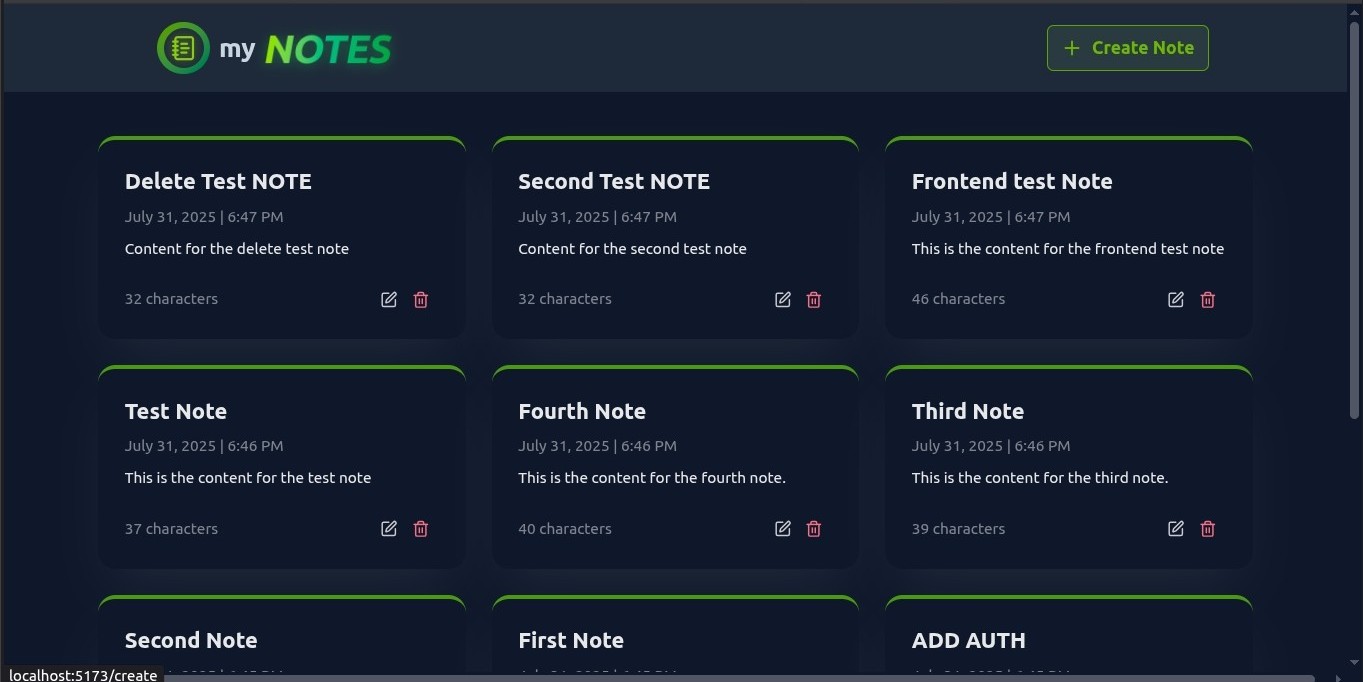 my NOTES
+ Create Note
Delete Test NOTE
July 31, 2025 | 6:47 PM
Content for the delete test note
32 characters
Second Test NOTE
July 31, 2025 | 6:47 PM
Content for the second test note
32 characters
Frontend test Note
July 31, 2025 | 6:47 PM
This is the content for the frontend test note
46 characters
Test Note
July 31, 2025 | 6:46 PM
This is the content for the test note
37 characters
Fourth Note
July 31, 2025 | 6:46 PM
This is the content for the fourth note.
40 characters
Third Note
July 31, 2025 | 6:46 PM
This is the content for the third note.
39 characters
Second Note
First Note
ADD AUTH
localhost:5173/create